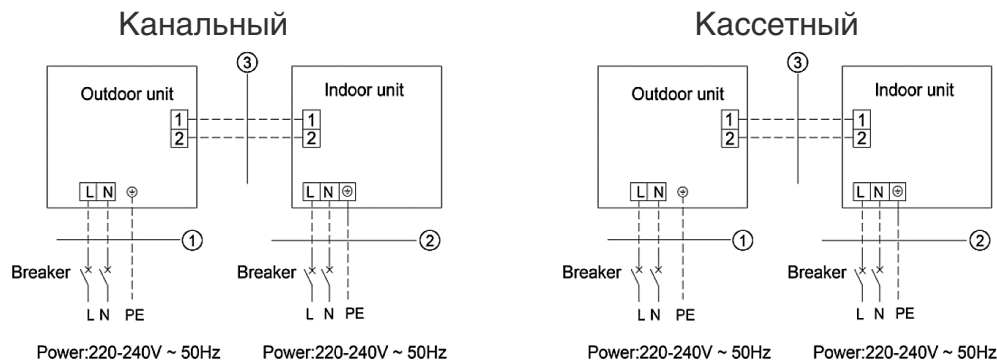 Канальный
Кассетный
③
③
Outdoor unit
Indoor unit
Outdoor unit
Indoor unit
1
1
1
1
2
2
2
2
L N
L N
L N
L N
①
②
①
②
Breaker
Breaker
Breaker
Breaker
L N PE
L N PE
L N PE
L N PE
Power:220-240V ~ 50Hz
Power:220-240V ~ 50Hz
Power:220-240V ~ 50Hz
Power:220-240V ~ 50Hz